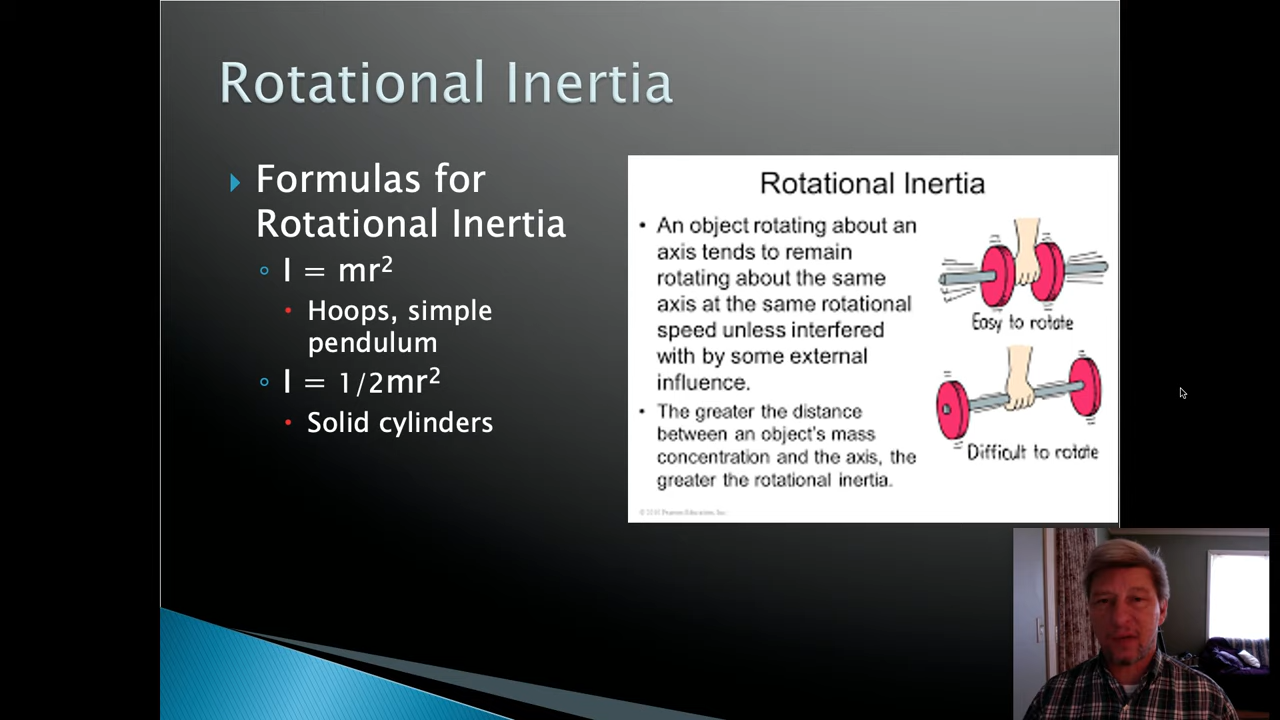 Rotational Inertia
Formulas for
Rotational Inertia
I = mr²
Hoops, simple
pendulum
I = 1/2mr²
Solid cylinders
Rotational Inertia
• An object rotating about an
axis tends to remain
rotating about the same
axis at the same rotational
speed unless interfered
with by some external
influence.
• The greater the distance
between an object's mass
concentration and the axis, the
greater the rotational inertia.
Easy to rotate
Difficult to rotate
Pearson Education, Inc.